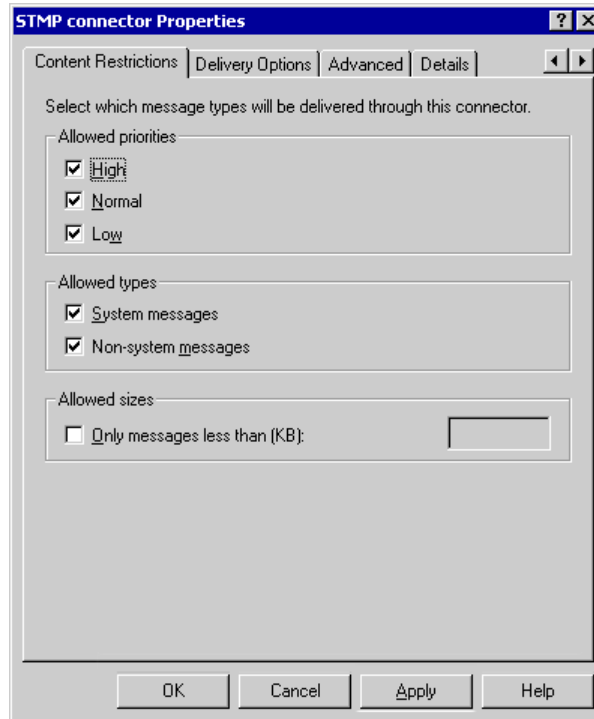 STMP connector Properties
Content Restrictions Delivery Options Advanced Details
Select which message types will be delivered through this connector.
Allowed priorities
High
Normal
Low
Allowed types
System messages
Non-system messages
Allowed sizes
Only messages less than (KB):
OK Cancel Apply Help